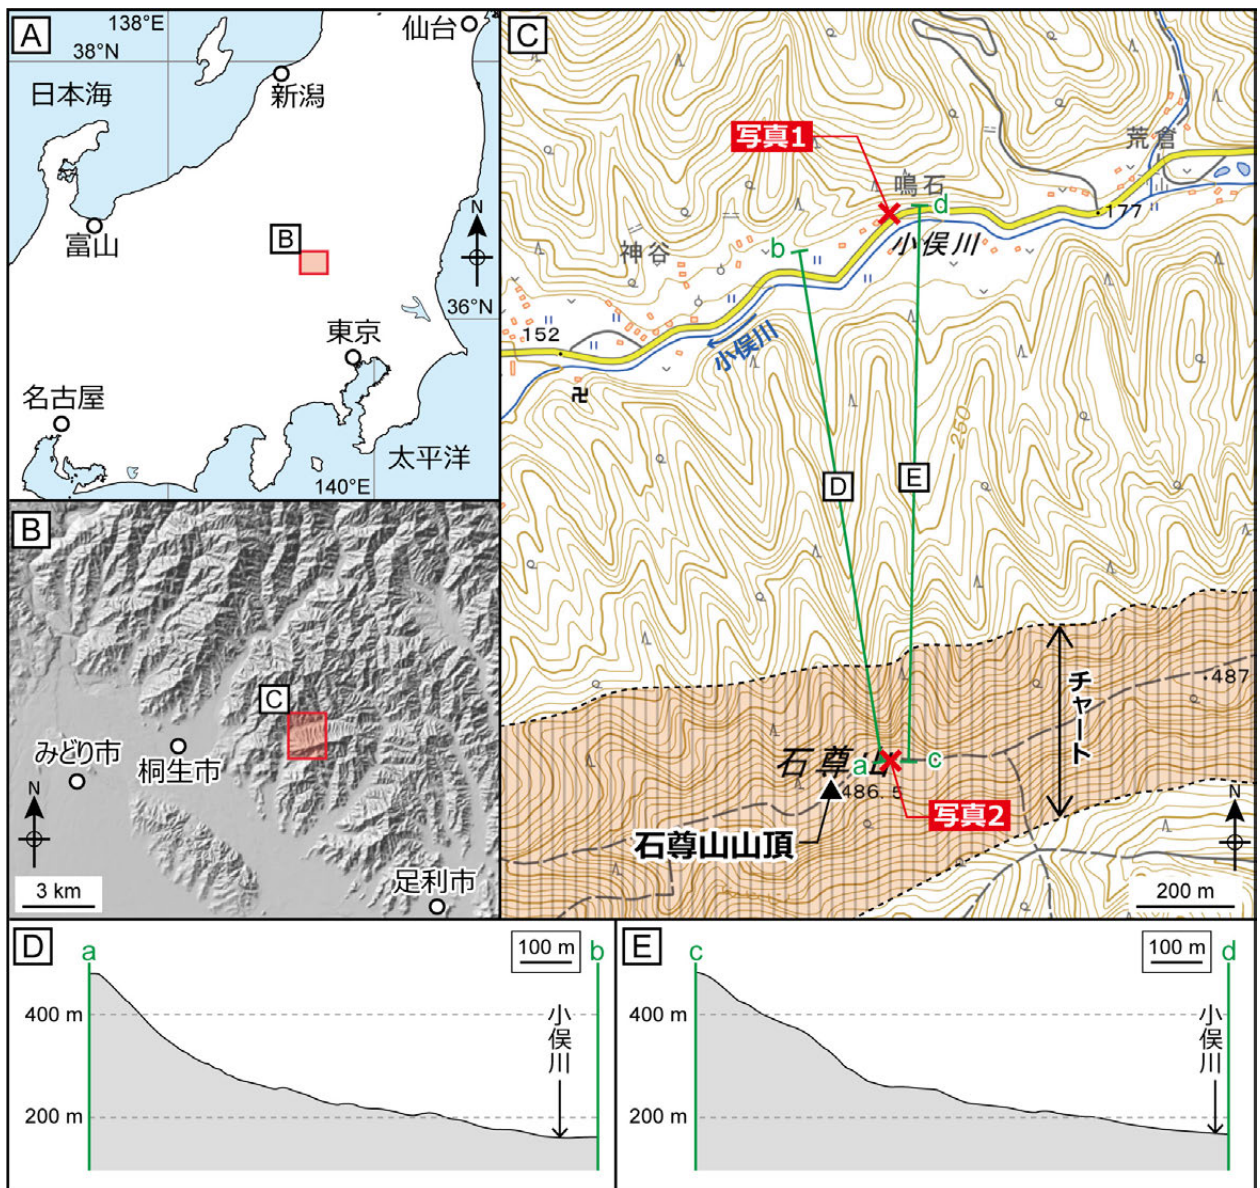 A
138°E
38°N
仙台
日本海
新潟
富山
B
N
36°N
東京
名古屋
太平洋
140°E
B
C
みどり市
桐生市
N
3 km
足利市
C
写真1
荒倉
鳴石
d
177
小俣川
神谷
b
152
小俣川
卍
250
D
E
チャート
487
石尊山
a
c
486.5
写真2
石尊山山頂
N
200 m
D
a
100 m
b
400 m
小俣川
200 m
E
c
100 m
d
400 m
小俣川
200 m